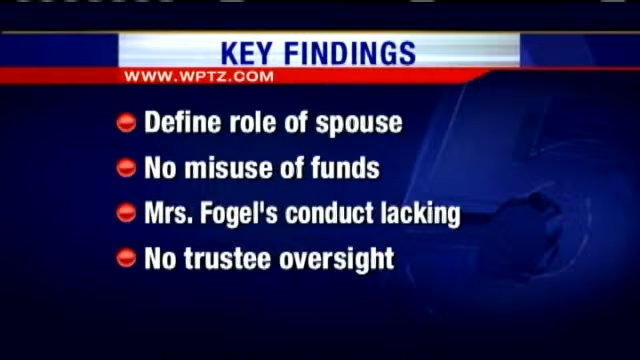 KEY FINDINGS
WWW.WPTZ.COM
Define role of spouse
No misuse of funds
Mrs. Fogel's conduct lacking
No trustee oversight